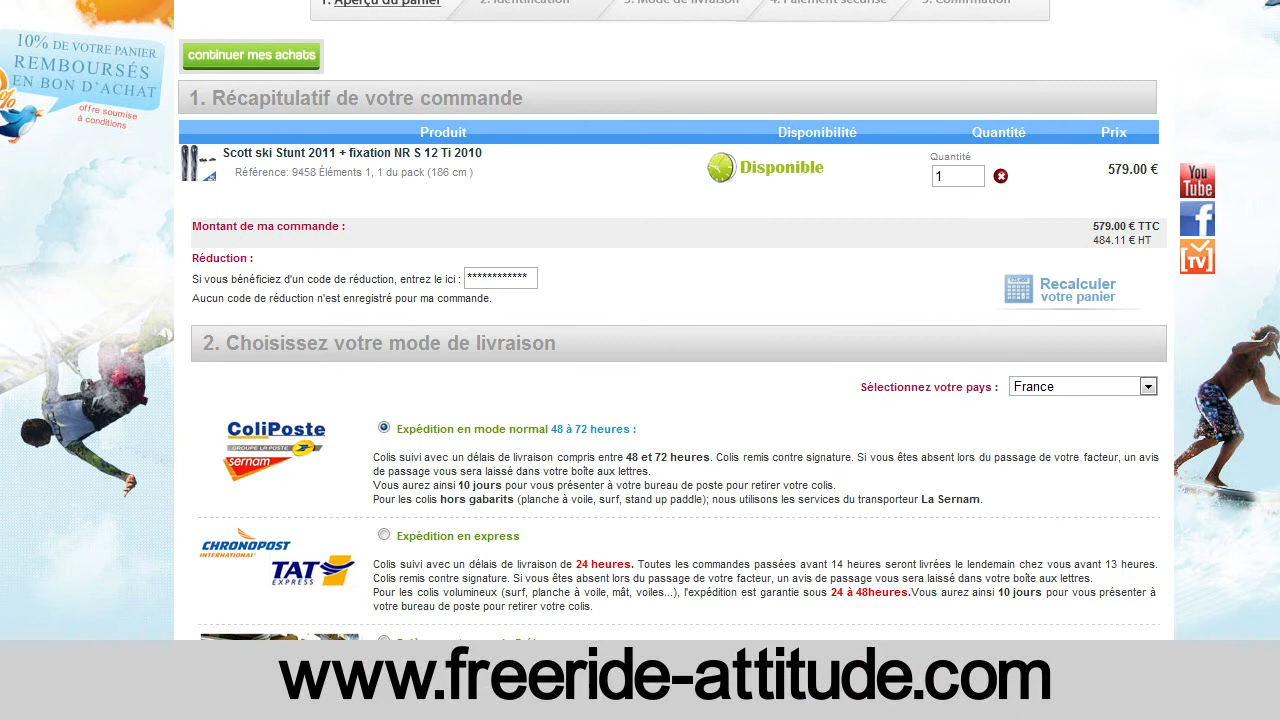 1. Aperçu du panier 2. Identification 3. Mode de livraison 4. Paiement sécurisé 5. Confirmation
10% DE VOTRE PANIER
REMBOURSÉS
EN BON D'ACHAT
offre soumise
à conditions
continuer mes achats
1. Récapitulatif de votre commande
Produit Disponibilité Quantité Prix
Scott ski Stunt 2011 + fixation NR S 12 Ti 2010
Référence: 9458 Éléments 1, 1 du pack (186 cm )
Disponible
Quantité
1
579.00 €
You
Tube
f
[TV]
Montant de ma commande : 579.00 € TTC
484.11 € HT
Réduction :
Si vous bénéficiez d'un code de réduction, entrez le ici : ************
Aucun code de réduction n'est enregistré pour ma commande.
Recalculer
votre panier
2. Choisissez votre mode de livraison
Sélectionnez votre pays : France
ColiPoste
GROUPE LA POSTE
sernam
Expédition en mode normal 48 à 72 heures :
Colis suivi avec un délais de livraison compris entre 48 et 72 heures. Colis remis contre signature. Si vous êtes absent lors du passage de votre facteur, un avis
de passage vous sera laissé dans votre boîte aux lettres.
Vous aurez ainsi 10 jours pour vous présenter à votre bureau de poste pour retirer votre colis.
Pour les colis hors gabarits (planche à voile, surf, stand up paddle); nous utilisons les services du transporteur La Sernam.
CHRONOPOST
INTERNATIONAL
TAT
EXPRESS
Expédition en express
Colis suivi avec un délais de livraison de 24 heures. Toutes les commandes passées avant 14 heures seront livrées le lendemain chez vous avant 13 heures.
Colis remis contre signature. Si vous êtes absent lors du passage de votre facteur, un avis de passage vous sera laissé dans votre boîte aux lettres.
Pour les colis volumineux (surf, planche à voile, mât, voiles...), l'expédition est garantie sous 24 à 48heures.Vous aurez ainsi 10 jours pour vous présenter à
votre bureau de poste pour retirer votre colis.
www.freeride-attitude.com